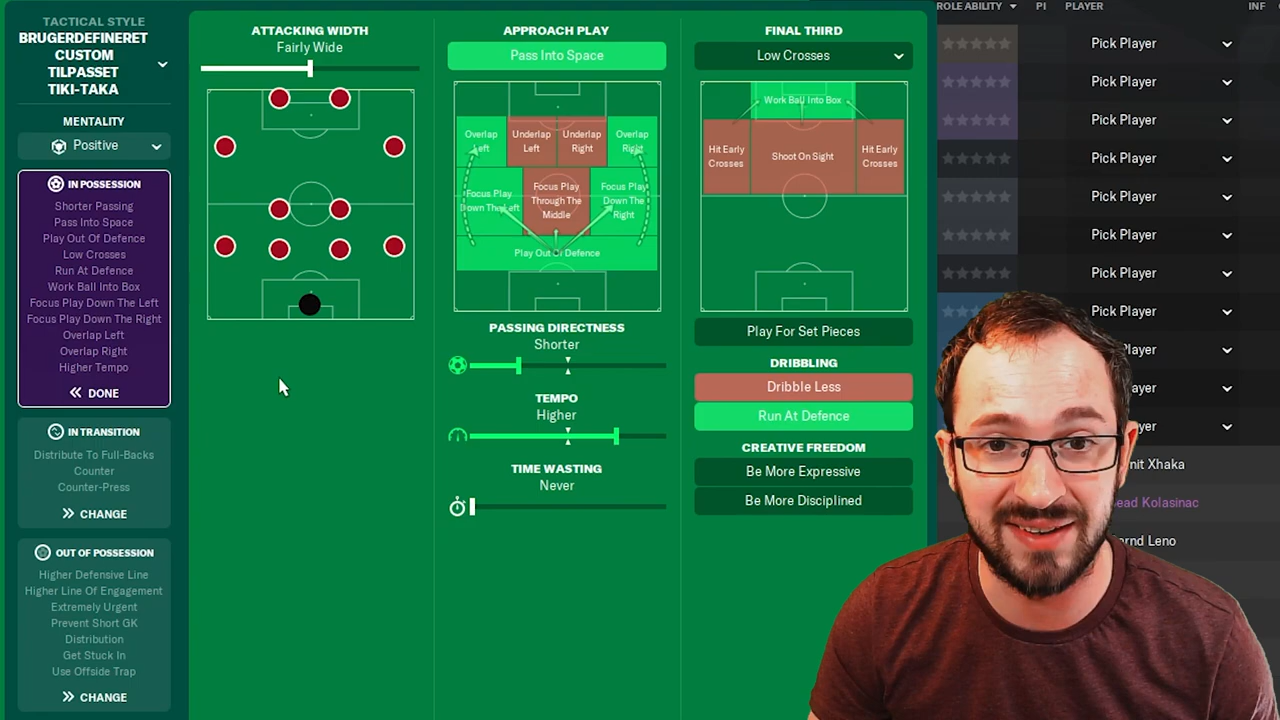 TACTICAL STYLE
BRUGERDEFINERET
CUSTOM
TILPASSET
TIKI-TAKA
MENTALITY
Positive
IN POSSESSION
Shorter Passing
Pass Into Space
Play Out Of Defence
Low Crosses
Run At Defence
Work Ball Into Box
Focus Play Down The Left
Focus Play Down The Right
Overlap Left
Overlap Right
Higher Tempo
DONE
IN TRANSITION
Distribute To Full-Backs
Counter
Counter-Press
CHANGE
OUT OF POSSESSION
Higher Defensive Line
Higher Line Of Engagement
Extremely Urgent
Prevent Short GK
Distribution
Get Stuck In
Use Offside Trap
CHANGE
ATTACKING WIDTH
Fairly Wide
APPROACH PLAY
Pass Into Space
Overlap
Left
Underlap
Left
Underlap
Right
Overlap
Right
Focus Play
Down The Left
Focus Play
Through The
Middle
Focus Play
Down The
Right
Play Out Of Defence
PASSING DIRECTNESS
Shorter
TEMPO
Higher
TIME WASTING
Never
FINAL THIRD
Low Crosses
Work Ball Into Box
Hit Early
Crosses
Shoot On Sight
Hit Early
Crosses
Play For Set Pieces
DRIBBLING
Dribble Less
Run At Defence
CREATIVE FREEDOM
Be More Expressive
Be More Disciplined
ROLE ABILITY PI PLAYER INF
Pick Player
Pick Player
Pick Player
Pick Player
Pick Player
Pick Player
Pick Player
Pick Player
Player
Player
Xhaka
Kolasinac
Leno